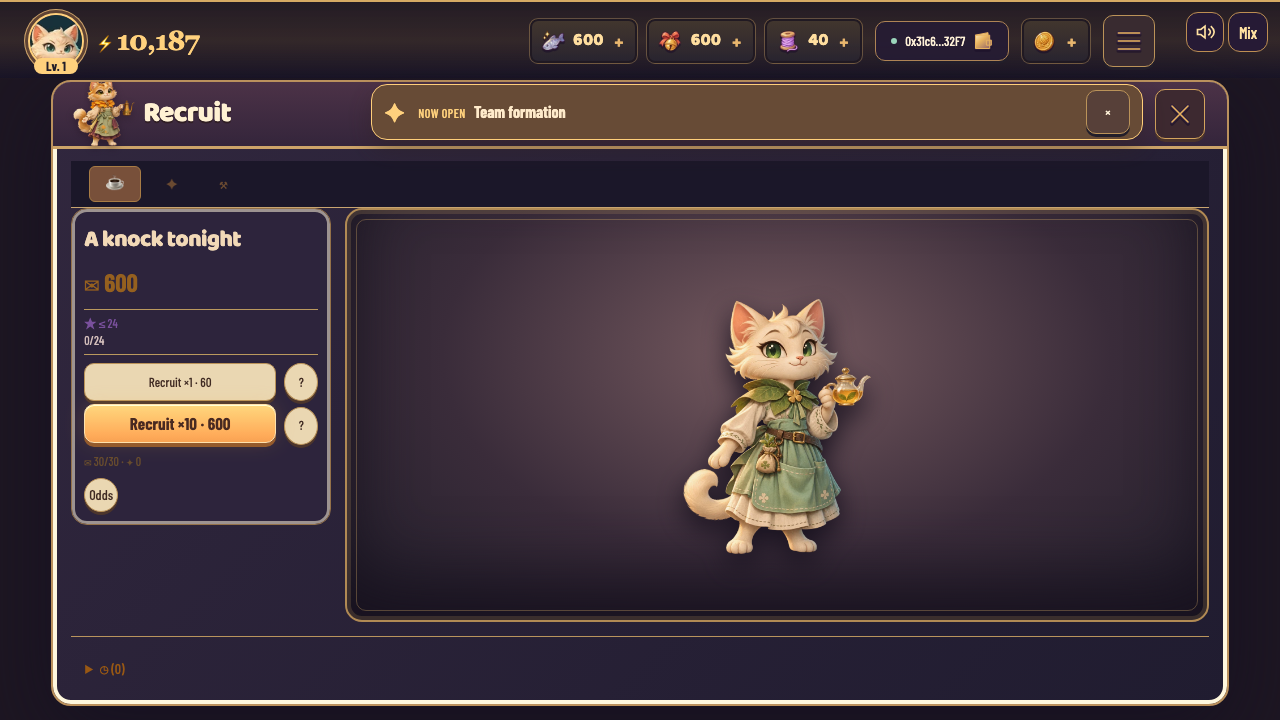 10,187
Lv. 1
600 +
600 +
40 +
0x31c6...32F7
+
Mix
Recruit
NOW OPEN Team formation
×
A knock tonight
✉ 600
★ ≤ 24
0/24
Recruit ×1 · 60
?
Recruit ×10 · 600
?
✉ 30/30 · ✦ 0
Odds
▶ ◷ (0)